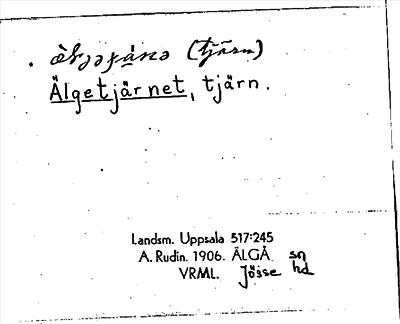 (tjärn)
Älgetjärnet, tjärn.
Landsm. Uppsala 517:245
A. Rudin. 1906. ÄLGÅ sn
VRML. Jösse hd